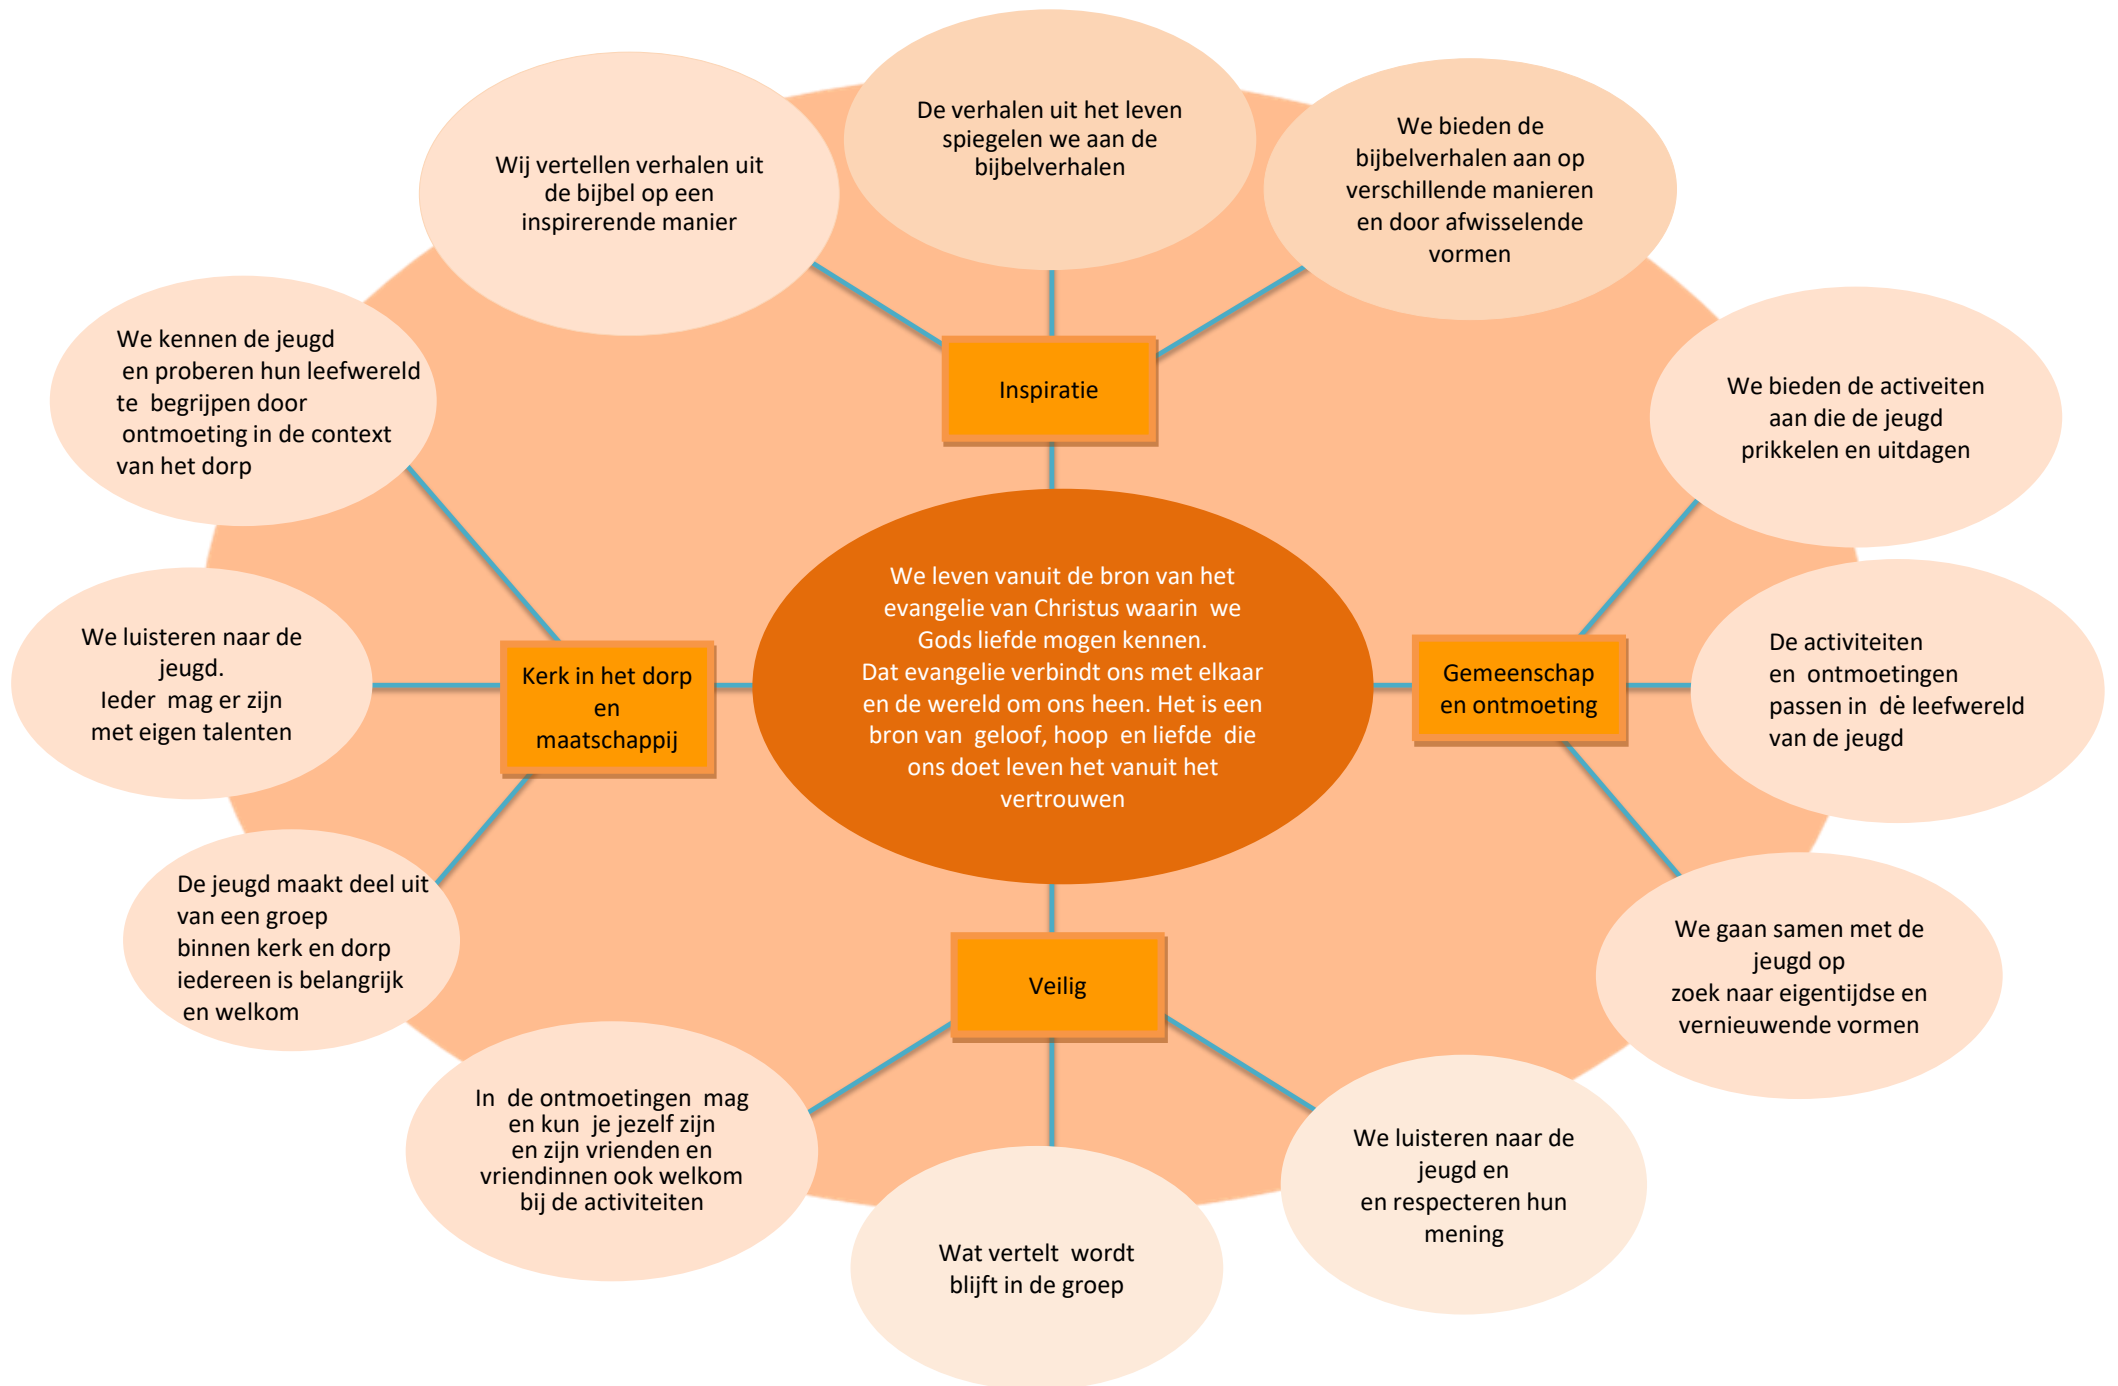 De verhalen uit het leven
spiegelen we aan de
bijbelverhalen
Wij vertellen verhalen uit
de bijbel op een
inspirerende manier
We bieden de
bijbelverhalen aan op
verschillende manieren
en door afwisselende
vormen
We kennen de jeugd
en proberen hun leefwereld
te begrijpen door
ontmoeting in de context
van het dorp
Inspiratie
We bieden de activeiten
aan die de jeugd
prikkelen en uitdagen
We leven vanuit de bron van het
evangelie van Christus waarin we
Gods liefde mogen kennen.
Dat evangelie verbindt ons met elkaar
en de wereld om ons heen. Het is een
bron van geloof, hoop en liefde die
ons doet leven het vanuit het
vertrouwen
We luisteren naar de
jeugd.
Ieder mag er zijn
met eigen talenten
Kerk in het dorp
en
maatschappij
Gemeenschap
en ontmoeting
De activiteiten
en ontmoetingen
passen in de leefwereld
van de jeugd
De jeugd maakt deel uit
van een groep
binnen kerk en dorp
iedereen is belangrijk
en welkom
Veilig
We gaan samen met de
jeugd op
zoek naar eigentijdse en
vernieuwende vormen
In de ontmoetingen mag
en kun je jezelf zijn
en zijn vrienden en
vriendinnen ook welkom
bij de activiteiten
Wat vertelt wordt
blijft in de groep
We luisteren naar de
jeugd en
en respecteren hun
mening